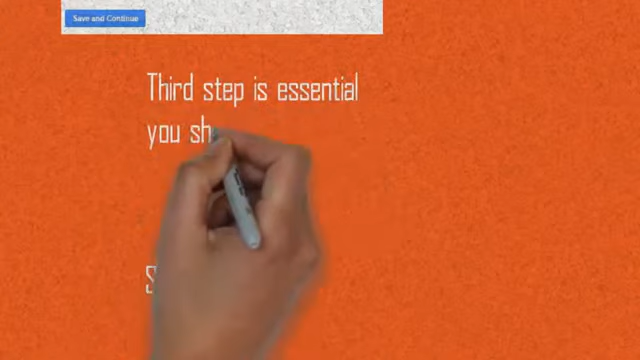 Save and Continue
Third step is essential
you sh
S